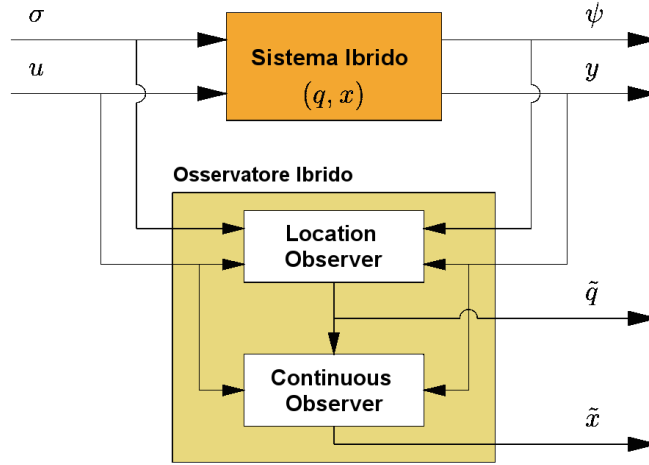 σ
ψ
Sistema Ibrido
u
y
(q, x)
Osservatore Ibrido
Location
Observer
q̃
Continuous
Observer
x̃